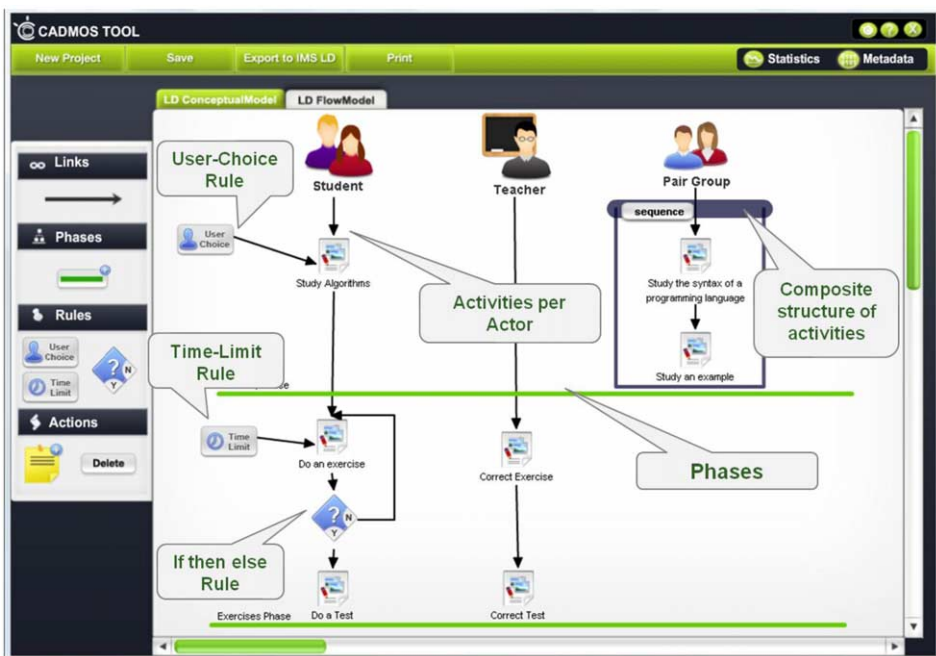 CADMOS TOOL
?
New Project
Save
Export to IMS LD
Print
Statistics
Metadata
LD ConceptualModel
LD FlowModel
Links
Phases
Rules
User
Choice
?
N
Y
Time
Limit
Actions
Delete
User-Choice
Rule
Student
Teacher
Pair Group
sequence
User
Choice
Study Algorithms
Study the syntax of a
programming language
Activities per
Actor
Composite
structure of
activities
Time-Limit
Rule
Study an example
Time
Limit
Do an exercise
Correct Exercise
Phases
?
N
Y
If then else
Rule
Exercises Phase
Do a Test
Correct Test